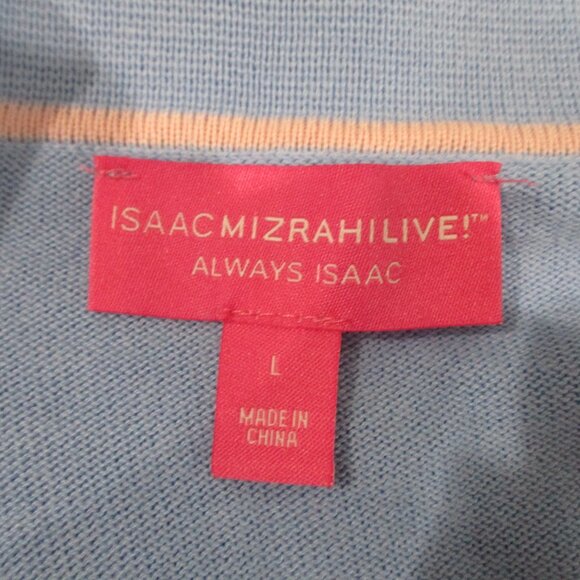 ISAACMIZRAHILIVE!™
ALWAYS ISAAC
L
MADE IN
CHINA